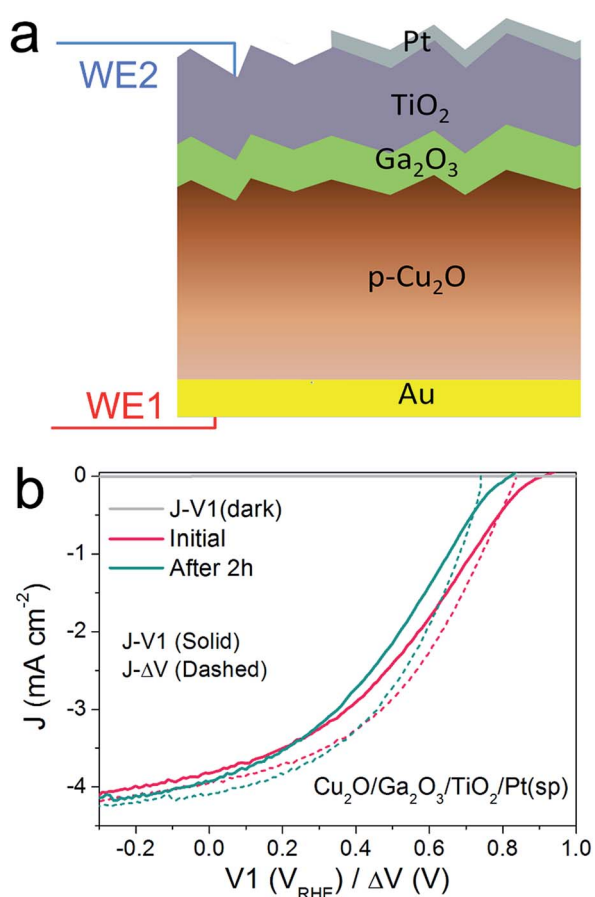 a
WE2
Pt
TiO₂
Ga₂O₃
p-Cu₂O
WE1
Au
b
J-V1(dark)
Initial
After 2h
J-V1 (Solid)
J-ΔV (Dashed)
Cu₂O/Ga₂O₃/TiO₂/Pt(sp)
J (mA cm⁻²)
0
-1
-2
-3
-4
-0.2 0.0 0.2 0.4 0.6 0.8 1.0
V1 (V_RHE) / ΔV (V)